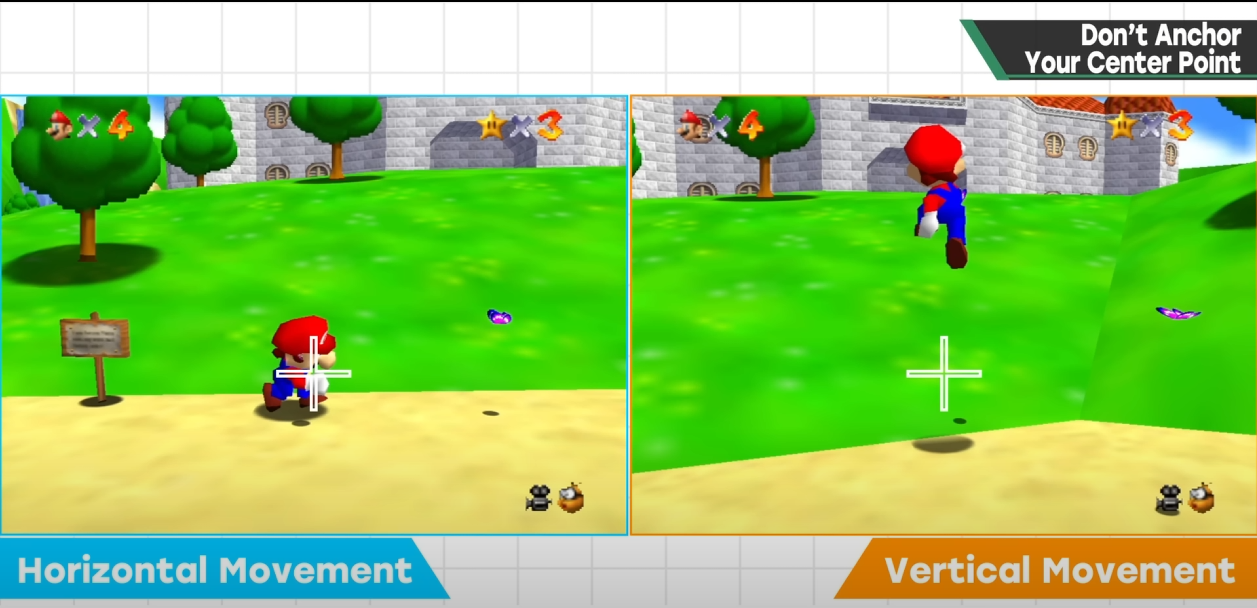 Don't Anchor
Your Center Point
× 4
× 3
× 4
× 3
Horizontal Movement
Vertical Movement